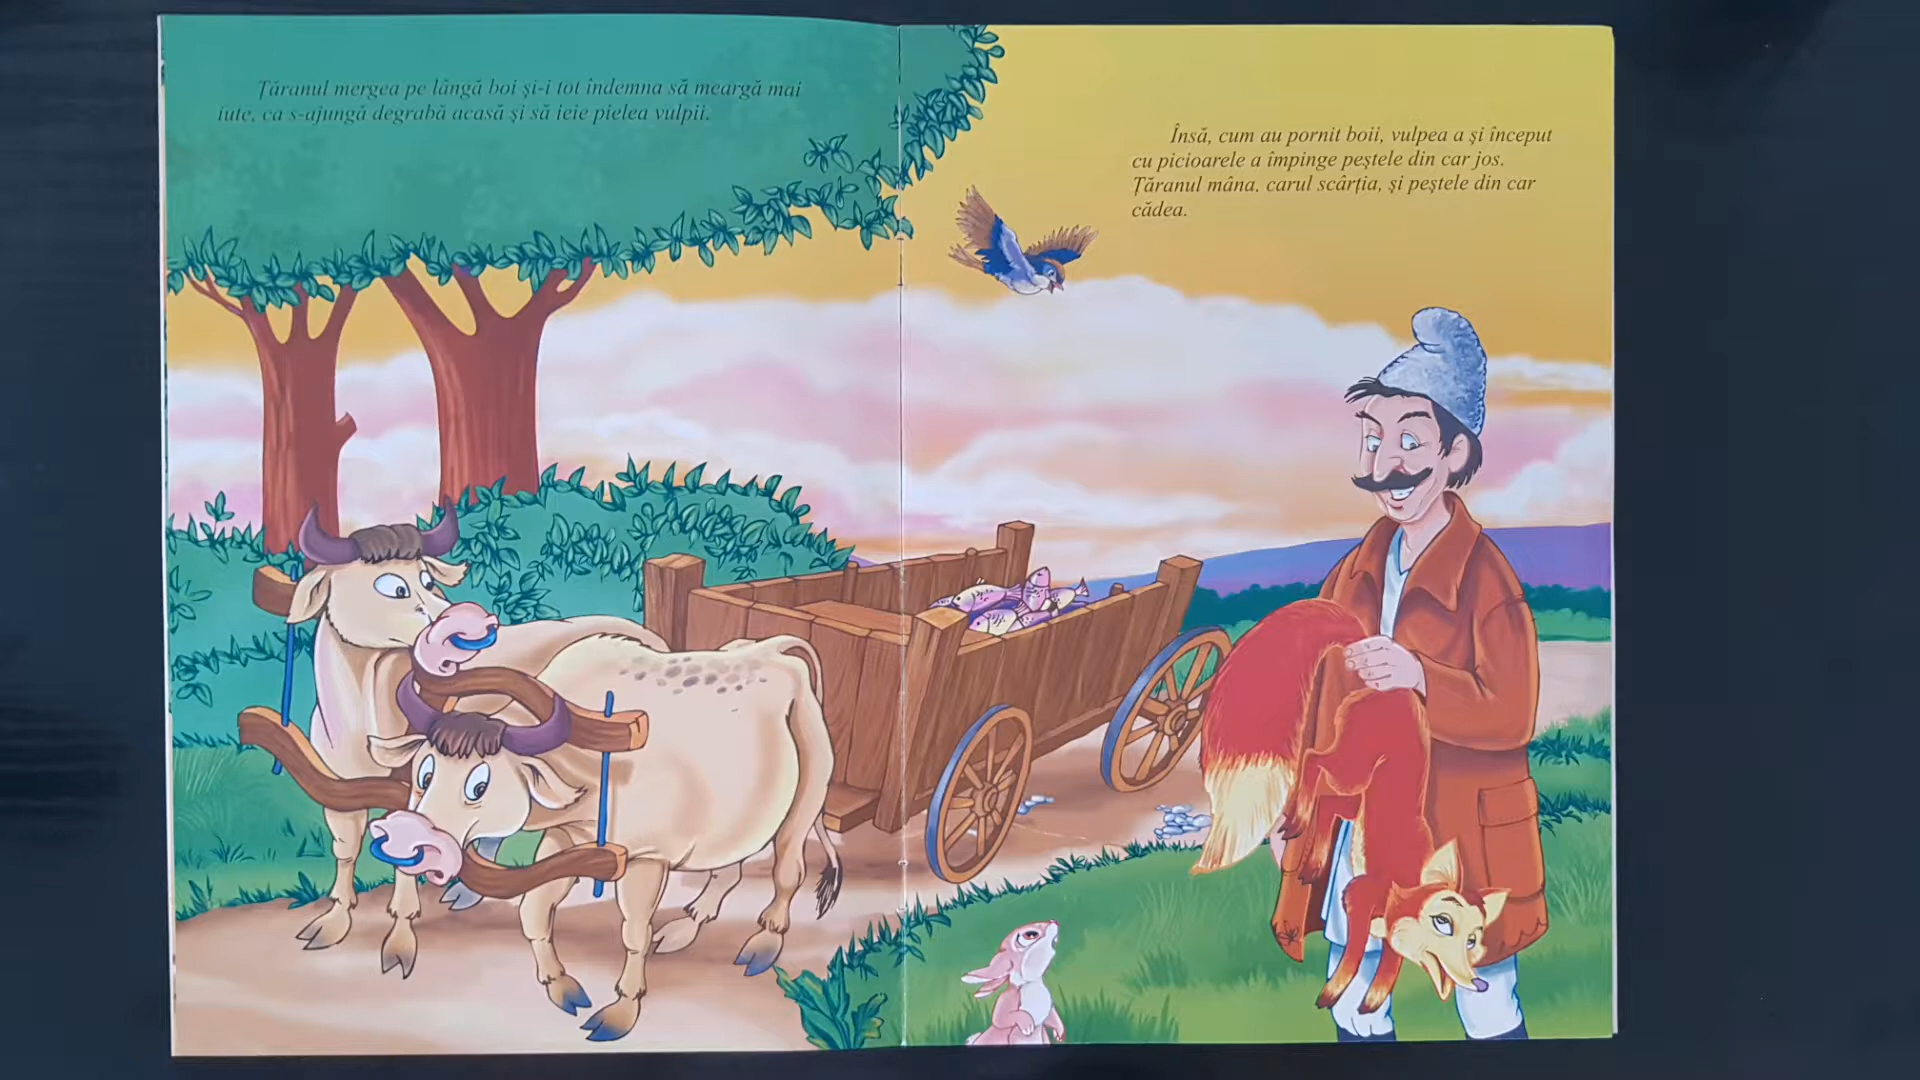 Țăranul mergea pe lângă boi și-i tot îndemna să meargă mai
iute, ca s-ajungă degrabă acasă și să ieie pielea vulpii.
Însă, cum au pornit boii, vulpea a și început
cu picioarele a împinge peștele din car jos.
Țăranul mâna, carul scârția, și peștele din car
cădea.